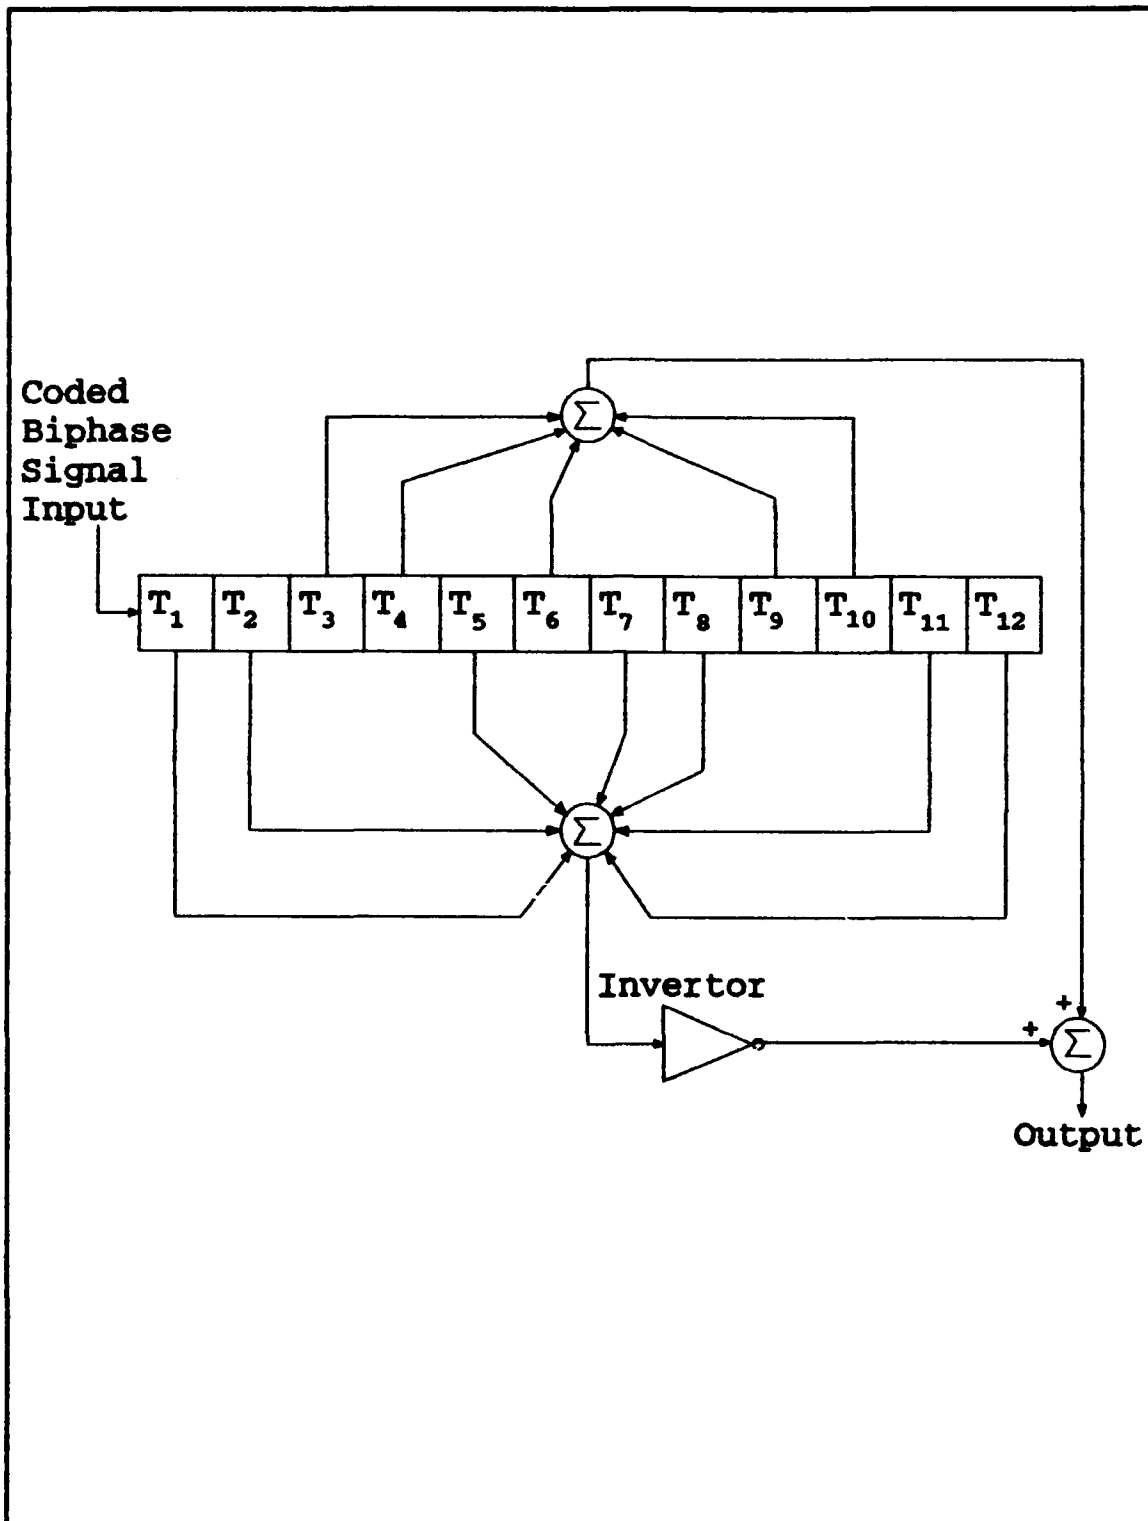 Coded
Biphase
Signal
Input
Σ
T₁ T₂ T₃ T₄ T₅ T₆ T₇ T₈ T₉ T₁₀ T₁₁ T₁₂
Σ
Invertor
+
+
Σ
Output